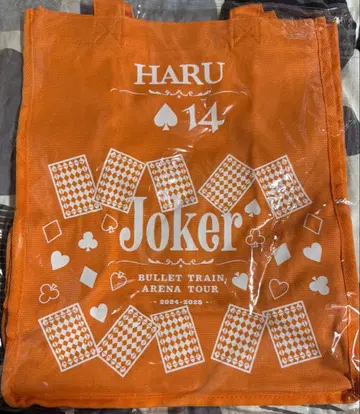 HARU
♠14
Joker
BULLET TRAIN
ARENA TOUR
- 2024-2025 -